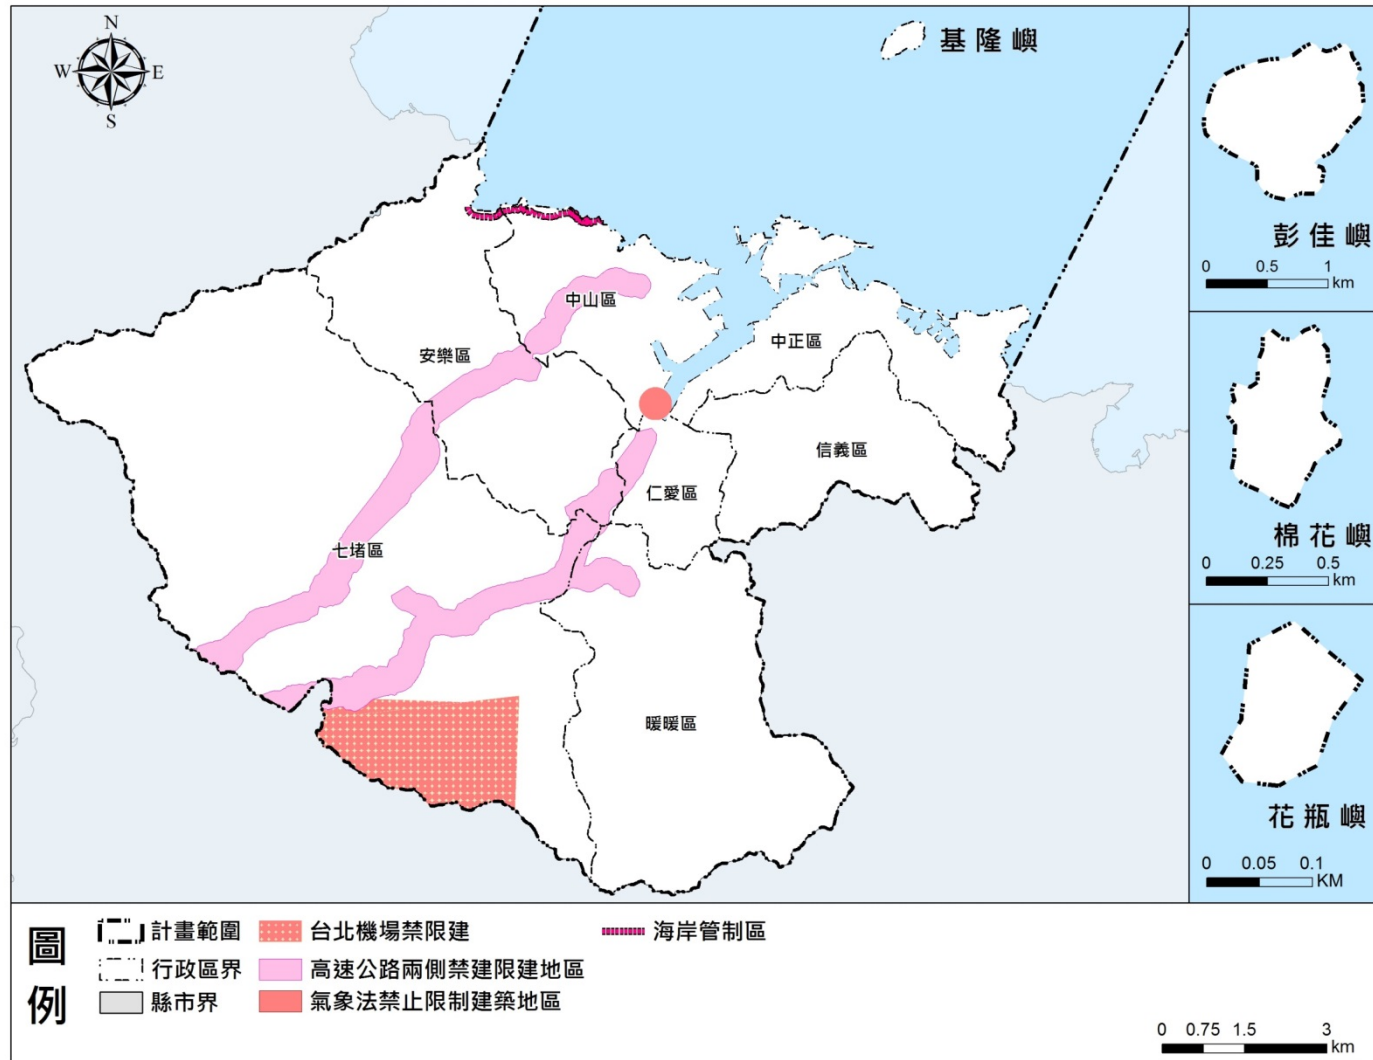 N
W E
S
基隆嶼
彭佳嶼
0 0.5 1
km
棉花嶼
0 0.25 0.5
km
花瓶嶼
0 0.05 0.1
KM
中山區
安樂區
中正區
信義區
仁愛區
七堵區
暖暖區
圖例
計畫範圍
行政區界
縣市界
台北機場禁限建
高速公路兩側禁建限建地區
氣象法禁止限制建築地區
海岸管制區
0 0.75 1.5 3
km